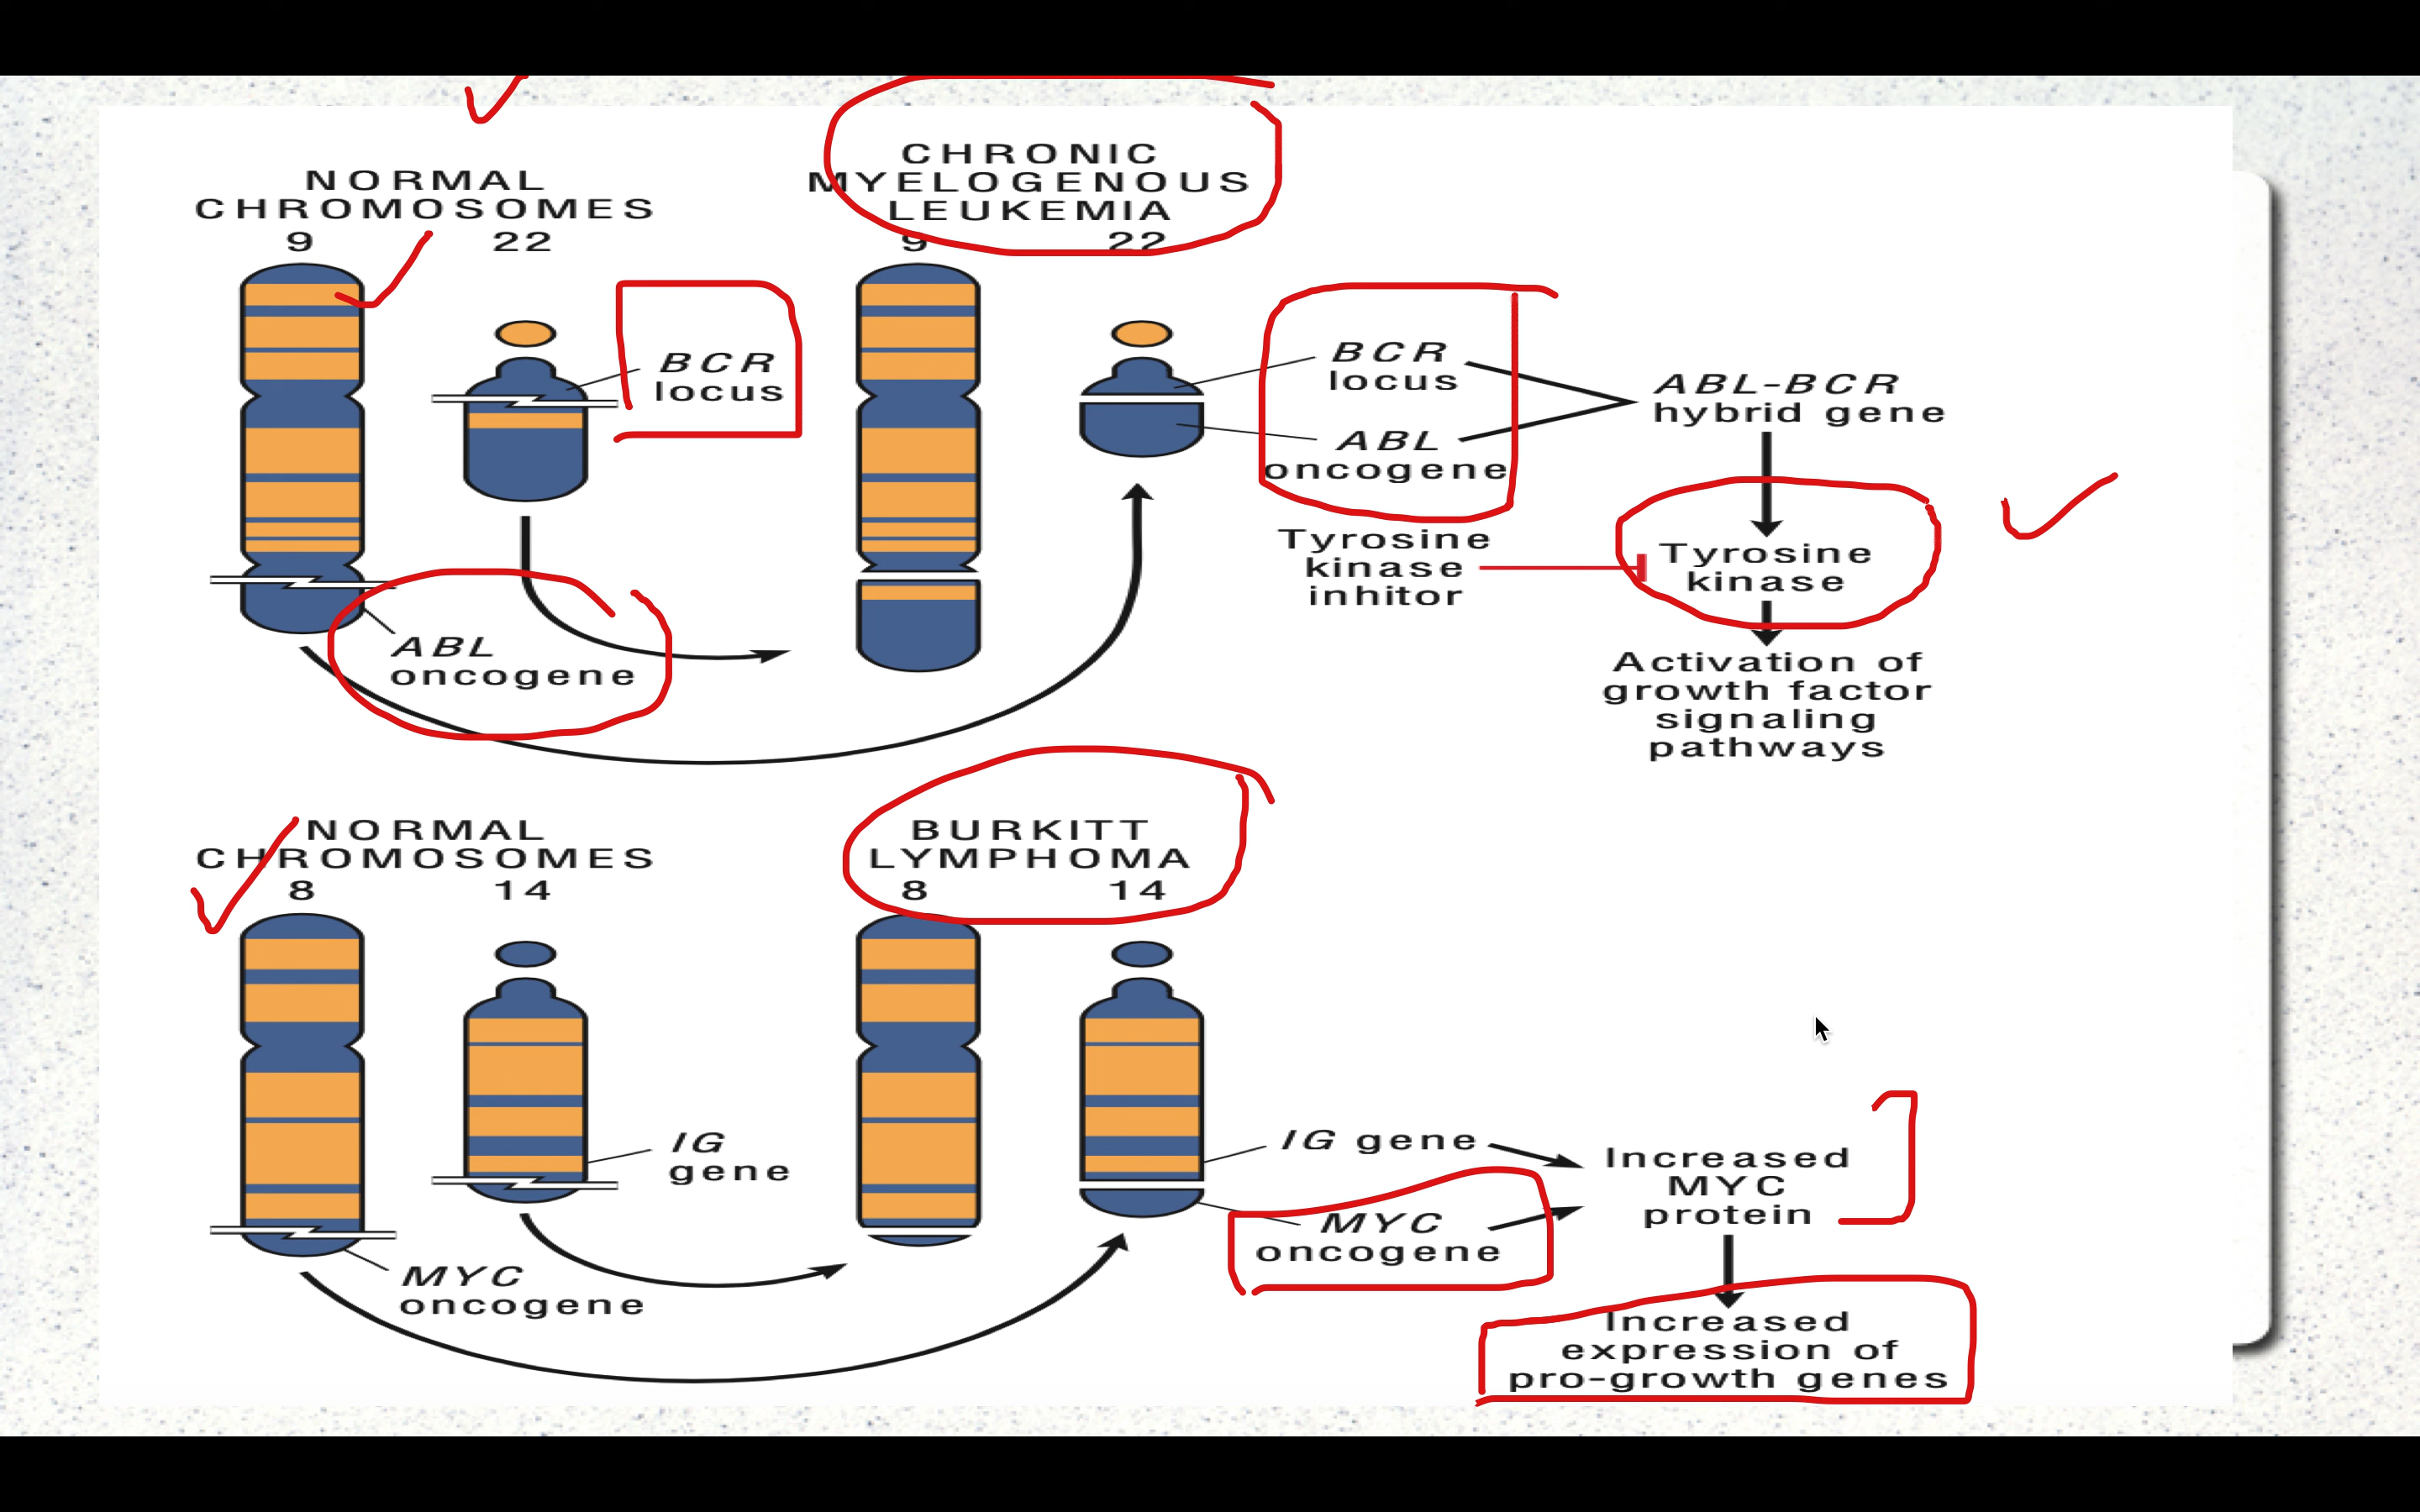 NORMAL
CHROMOSOMES
9 22
CHRONIC
MYELOGENOUS
LEUKEMIA
9 22
BCR
locus
ABL
oncogene
BCR
locus
ABL
oncogene
ABL-BCR
hybrid gene
Tyrosine
kinase
inhitor
Tyrosine
kinase
Activation of
growth factor
signaling
pathways
NORMAL
CHROMOSOMES
8 14
BURKITT
LYMPHOMA
8 14
IG
gene
MYC
oncogene
IG gene
MYC
oncogene
Increased
MYC
protein
Increased
expression of
pro-growth genes